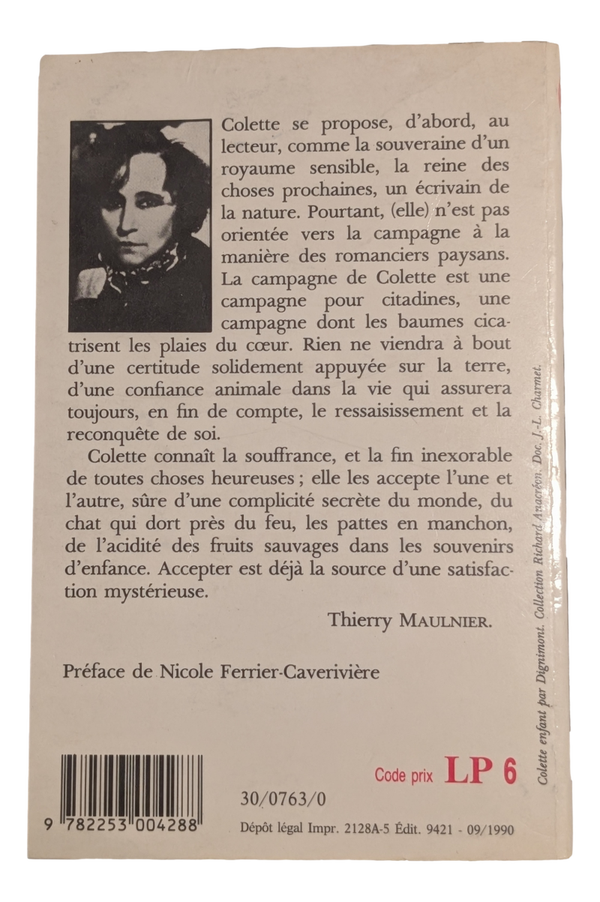 Colette se propose, d'abord, au
lecteur, comme la souveraine d'un
royaume sensible, la reine des
choses prochaines, un écrivain de
la nature. Pourtant, (elle) n'est pas
orientée vers la campagne à la
manière des romanciers paysans.
La campagne de Colette est une
campagne pour citadines, une
campagne dont les baumes cica-
trisent les plaies du cœur. Rien ne viendra à bout
d'une certitude solidement appuyée sur la terre,
d'une confiance animale dans la vie qui assurera
toujours, en fin de compte, le ressaisissement et la
reconquête de soi.
Colette connaît la souffrance, et la fin inexorable
de toutes choses heureuses ; elle les accepte l'une et
l'autre, sûre d'une complicité secrète du monde, du
chat qui dort près du feu, les pattes en manchon,
de l'acidité des fruits sauvages dans les souvenirs
d'enfance. Accepter est déjà la source d'une satisfac-
tion mystérieuse.
Thierry MAULNIER.
Préface de Nicole Ferrier-Caverivière
Colette enfant par Dignimont. Collection Richard Anacréon. Doc. J.-L. Charmet.
Code prix LP 6
30/0763/0
9 782253 004288
Dépôt légal Impr. 2128A-5 Édit. 9421 - 09/1990